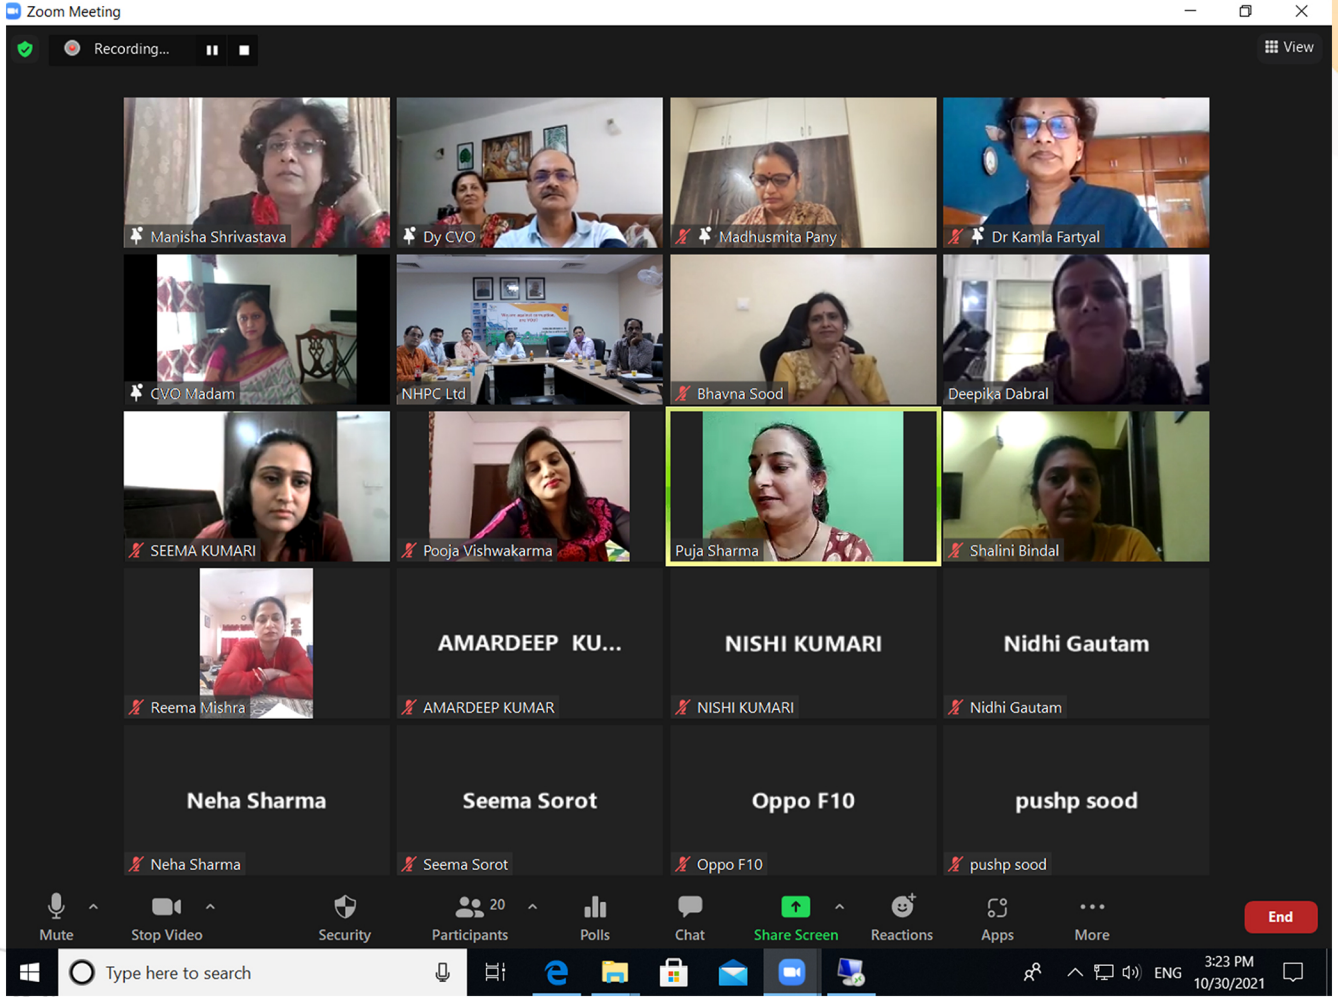 Zoom Meeting
Recording...
View
Manisha Shrivastava
Dy CVO
Madhusmita Pany
Dr Kamla Fartyal
CVO Madam
NHPC Ltd
Bhavna Sood
Deepika Dabral
SEEMA KUMARI
Pooja Vishwakarma
Puja Sharma
Shalini Bindal
Reema Mishra
AMARDEEP KU...
AMARDEEP KUMAR
NISHI KUMARI
NISHI KUMARI
Nidhi Gautam
Nidhi Gautam
Neha Sharma
Neha Sharma
Seema Sorot
Seema Sorot
Oppo F10
Oppo F10
pushp sood
pushp sood
Mute
Stop Video
Security
20
Participants
Polls
Chat
Share Screen
Reactions
Apps
More
End
Type here to search
ENG
3:23 PM
10/30/2021